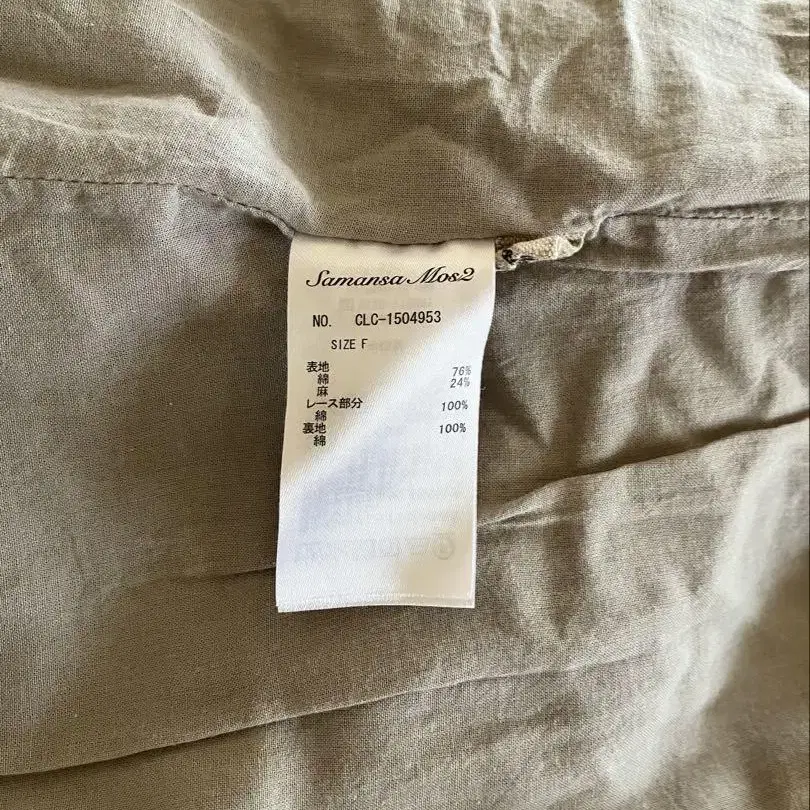 Samansa Mos2
NO. CLC-1504953
SIZE F
表地
綿 76%
麻 24%
レース部分
綿 100%
裏地
綿 100%